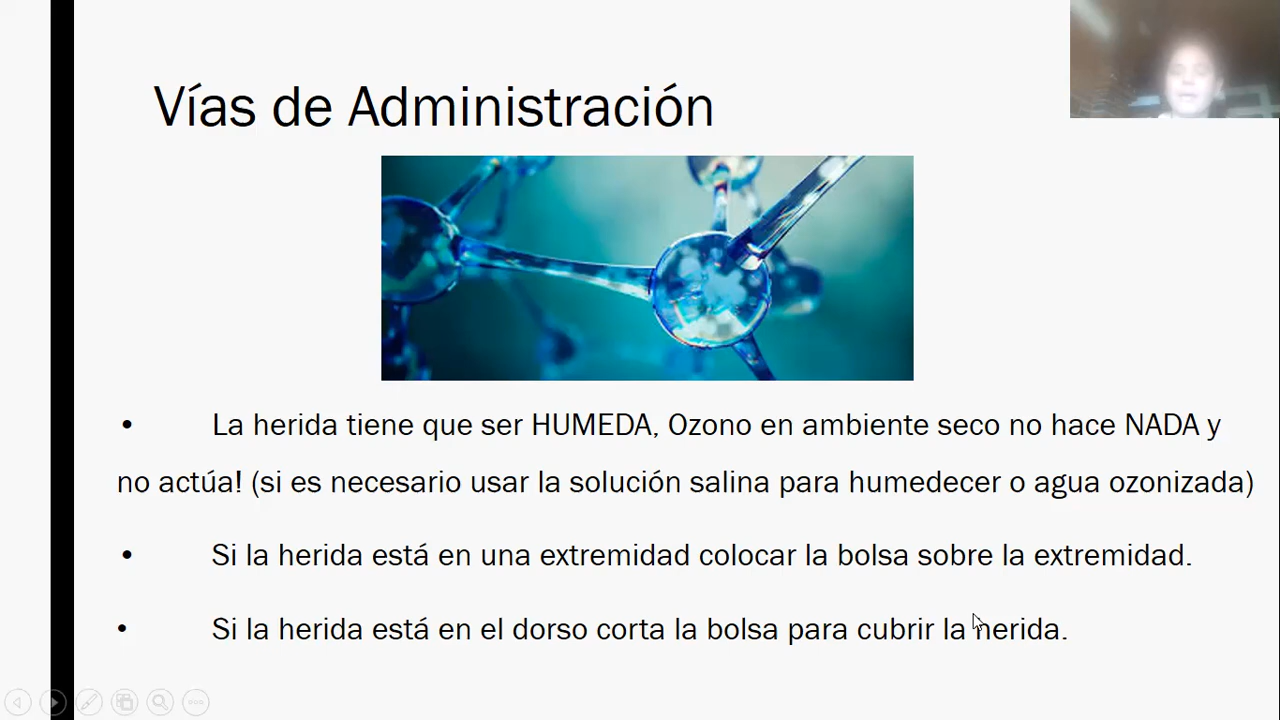 Vías de Administración
• La herida tiene que ser HUMEDA, Ozono en ambiente seco no hace NADA y
no actúa! (si es necesario usar la solución salina para humedecer o agua ozonizada)
• Si la herida está en una extremidad colocar la bolsa sobre la extremidad.
• Si la herida está en el dorso corta la bolsa para cubrir la herida.